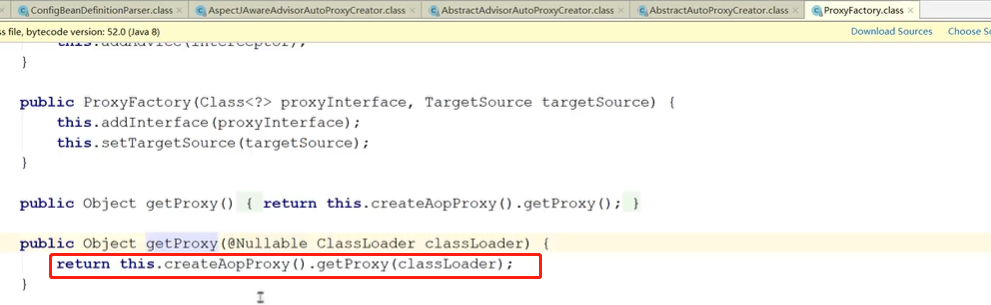 ConfigBeanDefinitionParser.class × AspectJAwareAdvisorAutoProxyCreator.class × AbstractAdvisorAutoProxyCreator.class × AbstractAutoProxyCreator.class × ProxyFactory.class ×
ss file, bytecode version: 52.0 (Java 8) Download Sources Choose So
this.addAdvice(interceptor);
}
public ProxyFactory(Class<?> proxyInterface, TargetSource targetSource) {
this.addInterface(proxyInterface);
this.setTargetSource(targetSource);
}
public Object getProxy() { return this.createAopProxy().getProxy(); }
public Object getProxy(@Nullable ClassLoader classLoader) {
return this.createAopProxy().getProxy(classLoader);
}